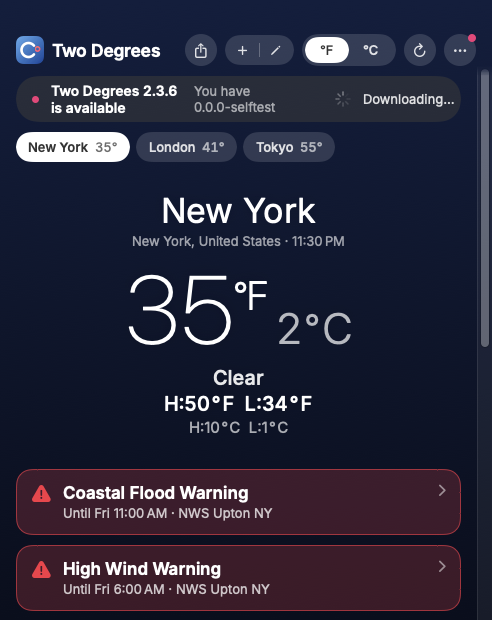 Two Degrees
°F
°C
Two Degrees 2.3.6
is available
You have
0.0.0-selftest
Downloading...
New York 35°
London 41°
Tokyo 55°
New York
New York, United States · 11:30 PM
35°F 2°C
Clear
H:50°F L:34°F
H:10°C L:1°C
Coastal Flood Warning
Until Fri 11:00 AM · NWS Upton NY
High Wind Warning
Until Fri 6:00 AM · NWS Upton NY